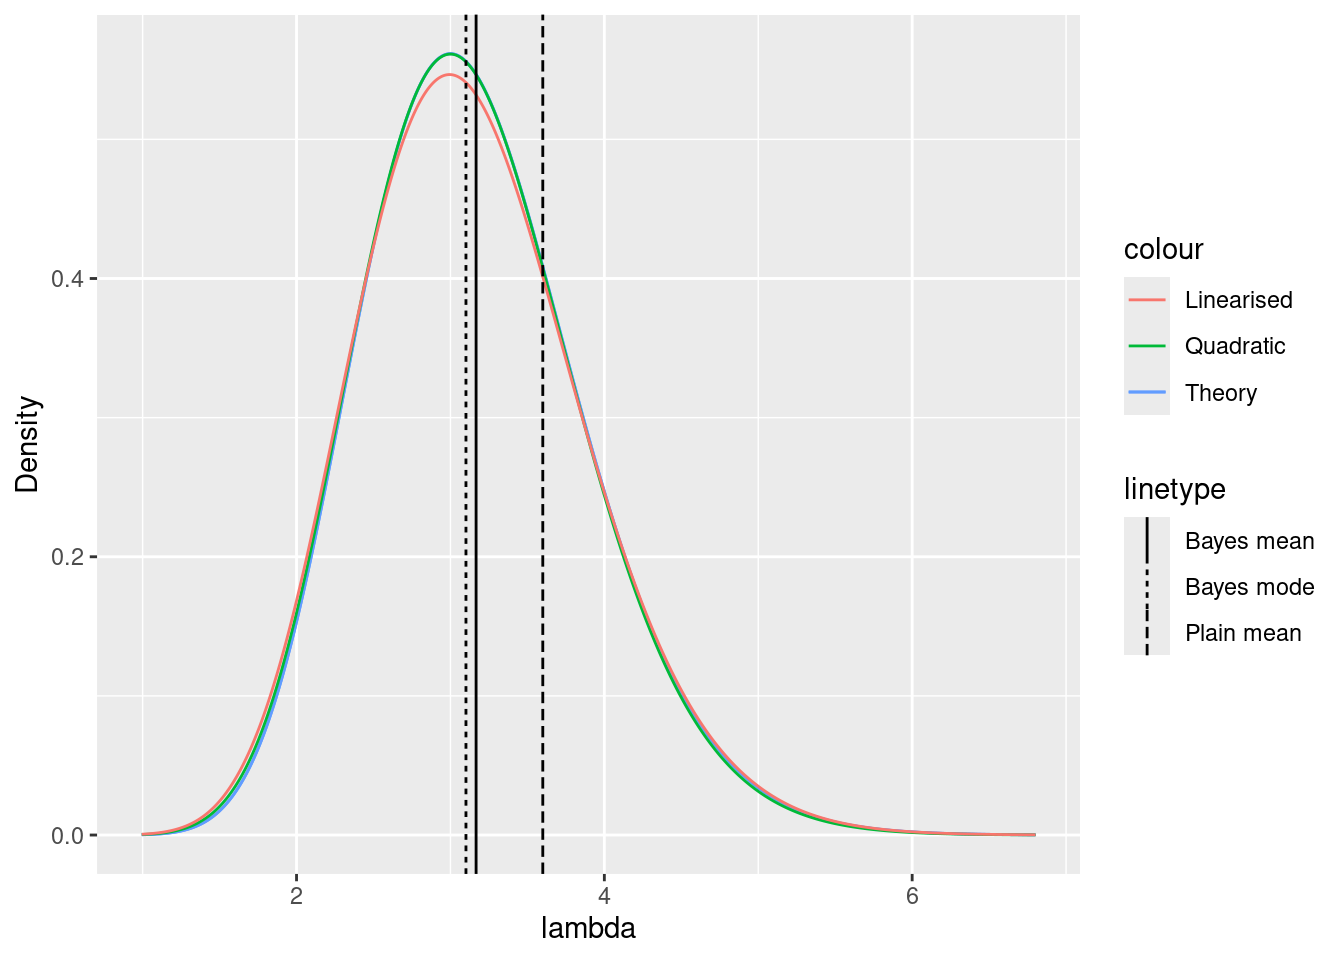 Density
0.4
0.2
0.0
2
4
6
lambda
colour
Linearised
Quadratic
Theory
linetype
Bayes mean
Bayes mode
Plain mean